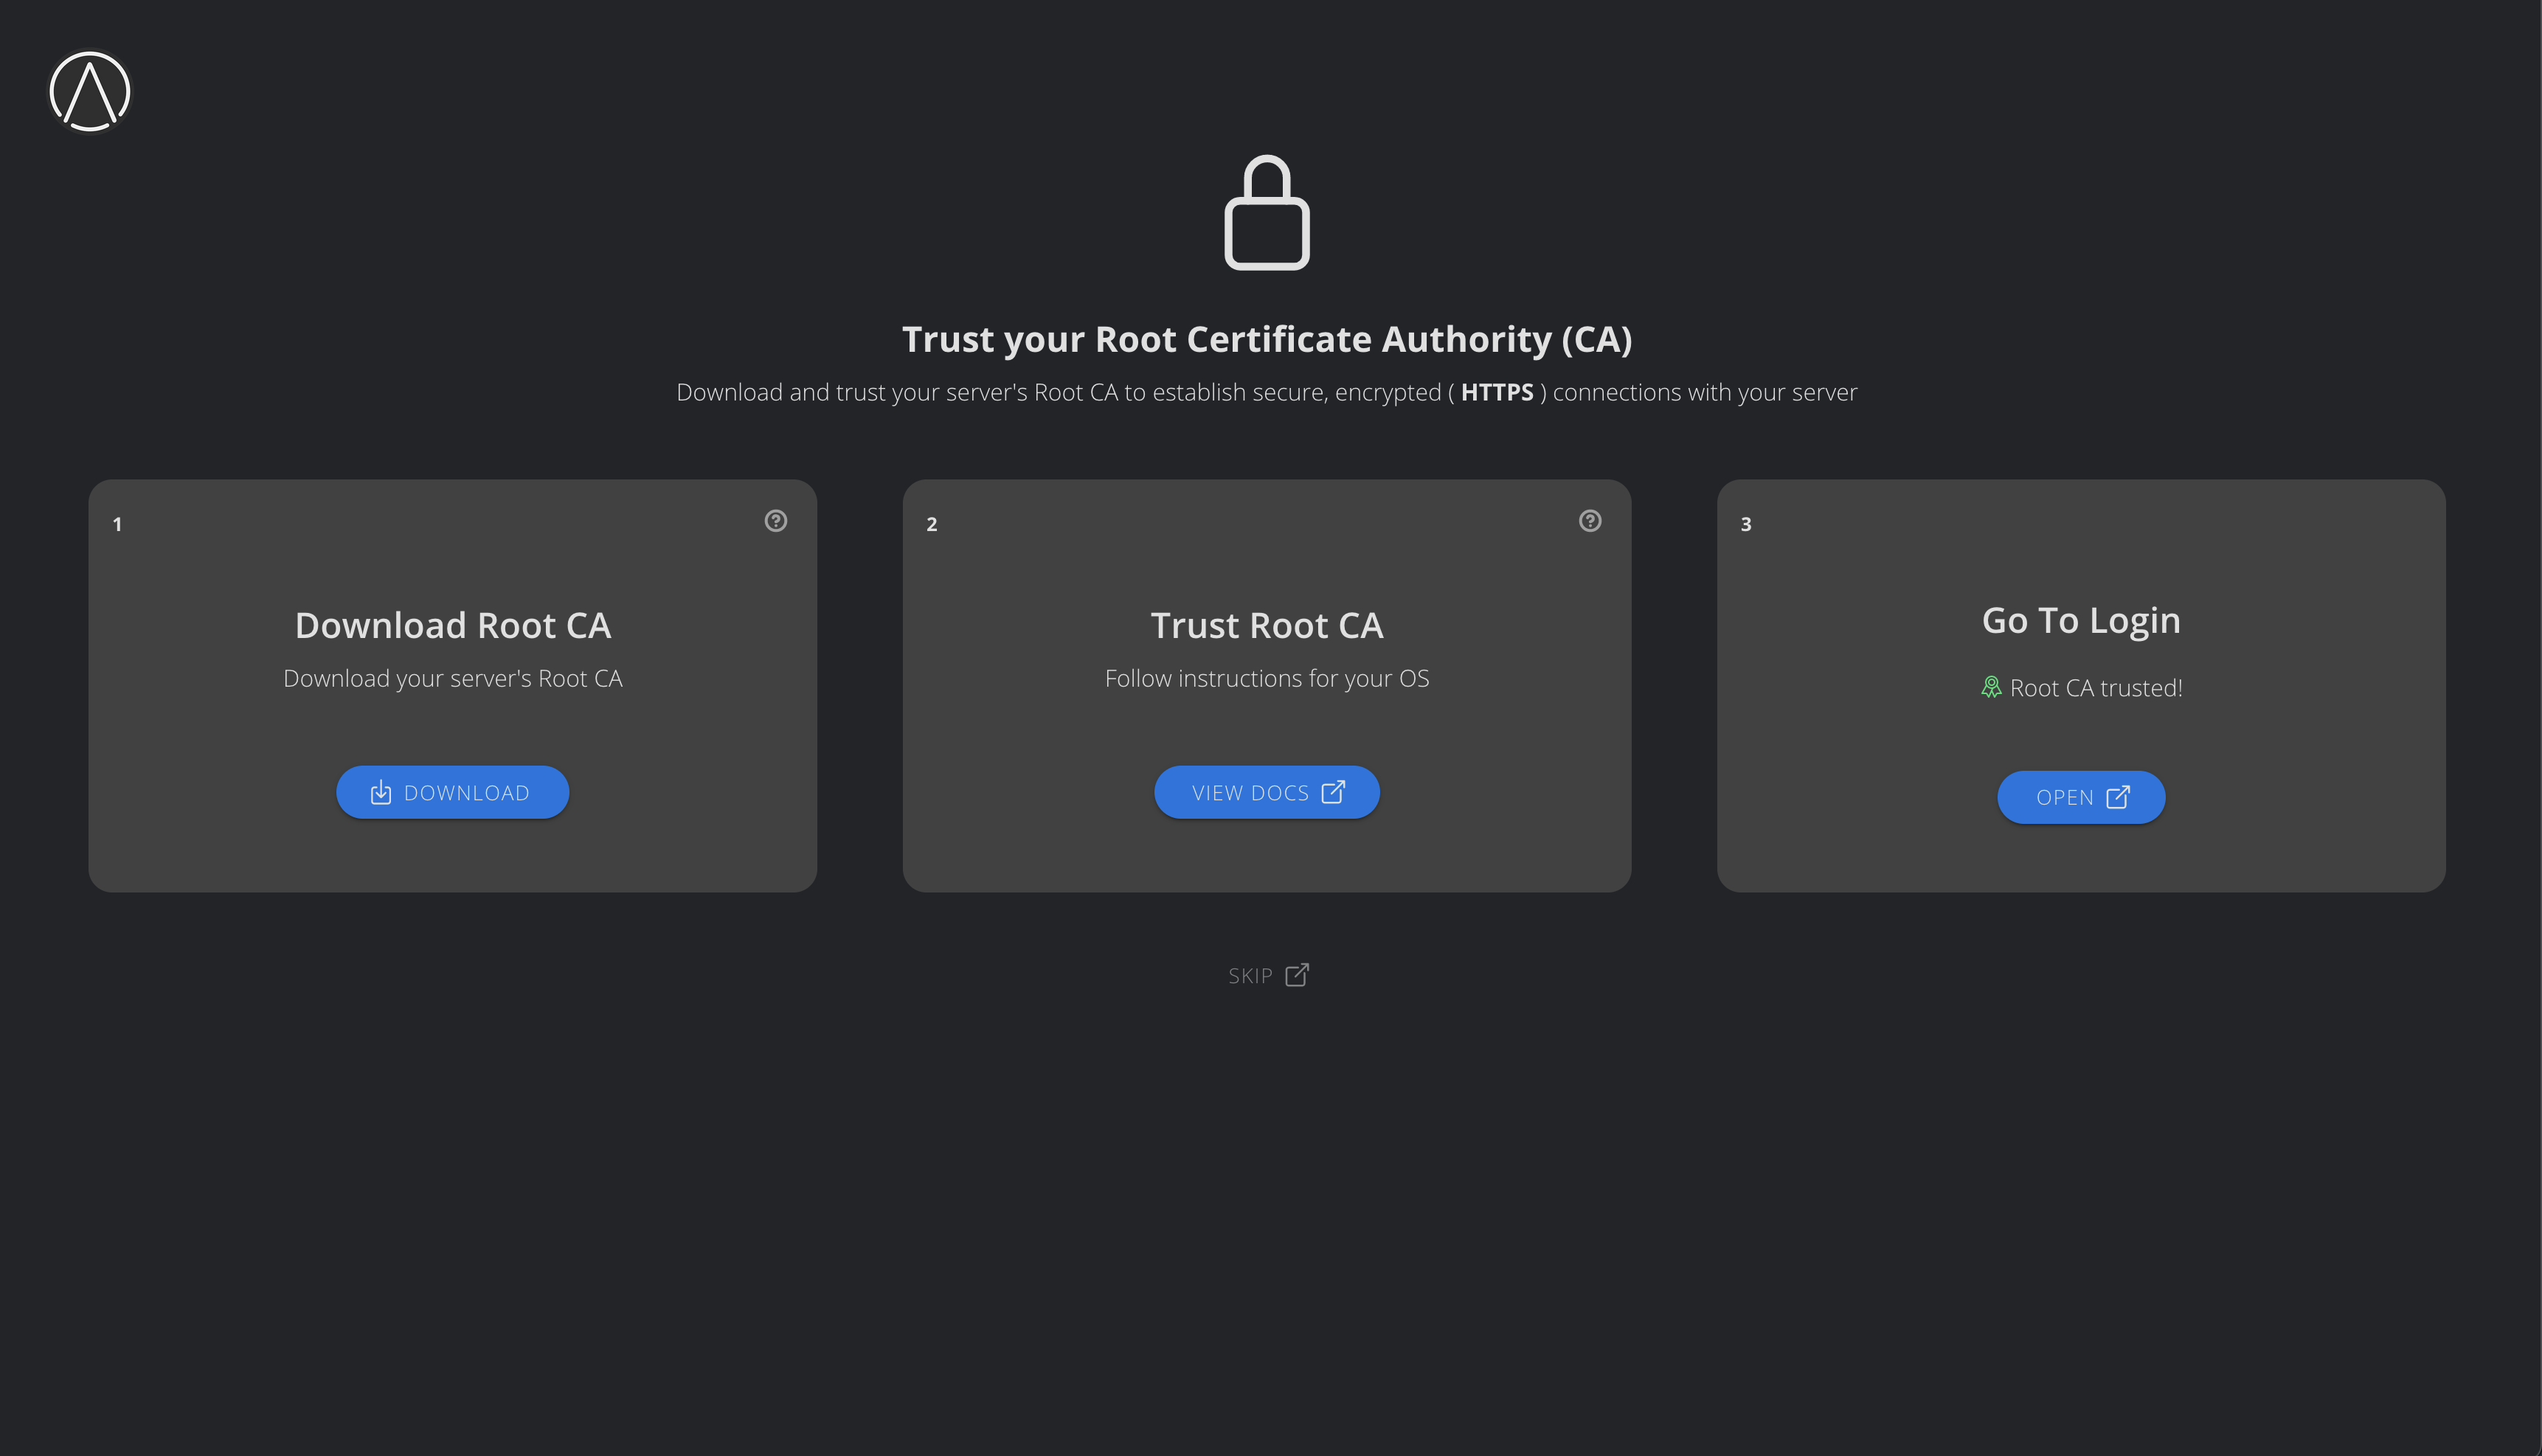 Trust your Root Certificate Authority (CA)
Download and trust your server's Root CA to establish secure, encrypted ( HTTPS ) connections with your server
1
Download Root CA
Download your server's Root CA
DOWNLOAD
2
Trust Root CA
Follow instructions for your OS
VIEW DOCS
3
Go To Login
Root CA trusted!
OPEN
SKIP